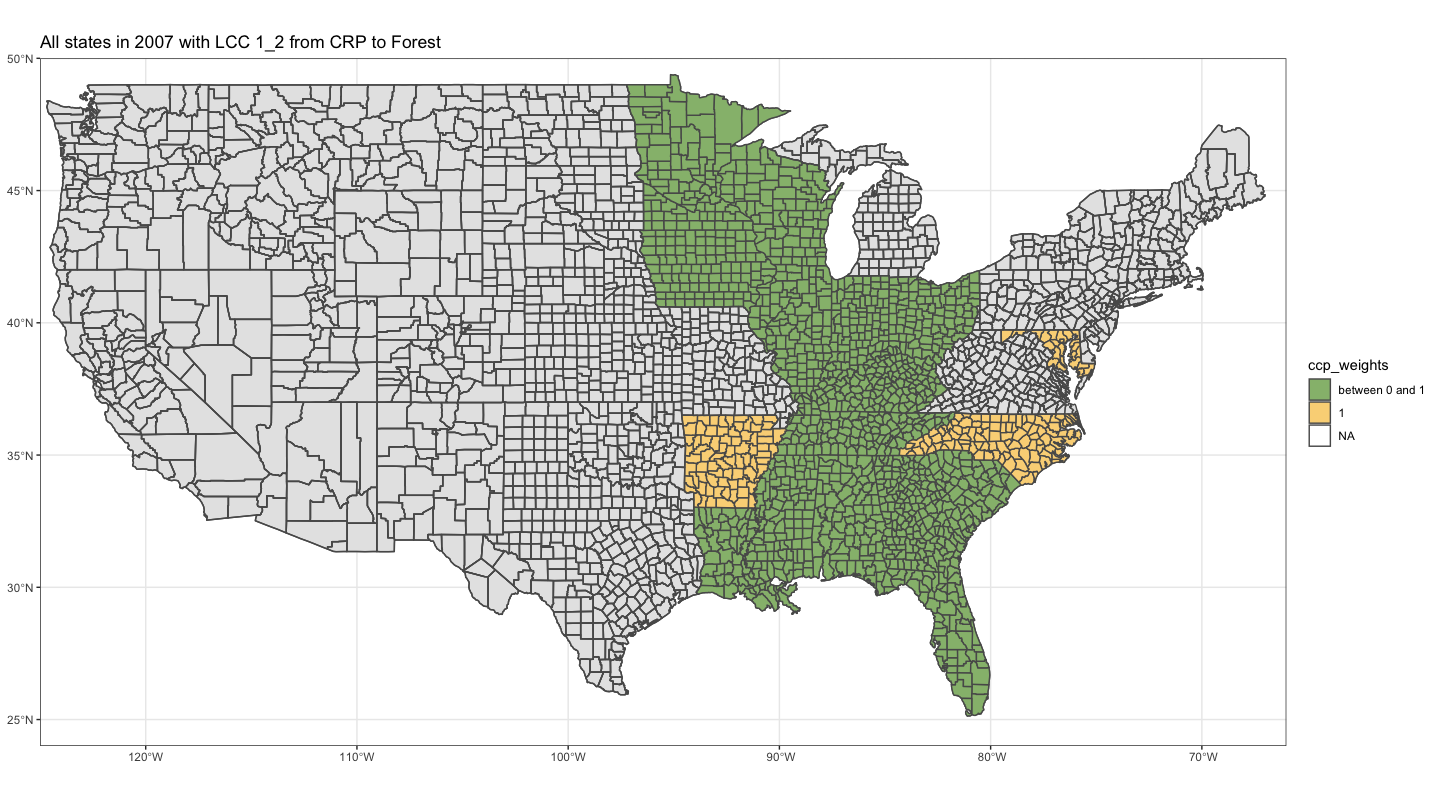 All states in 2007 with LCC 1_2 from CRP to Forest
50°N
45°N
40°N
35°N
30°N
25°N
120°W
110°W
100°W
90°W
80°W
70°W
ccp_weights
between 0 and 1
1
NA